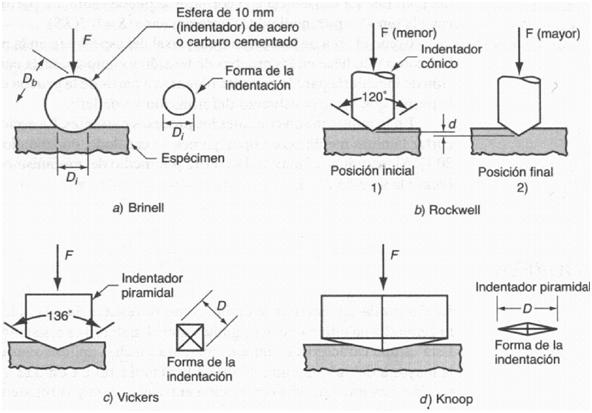 Esfera de 10 mm
(indentador) de acero
o carburo cementado
F
D_b
Forma de la
indentación
D_i
Espécimen
D_i
a) Brinell
F (menor)
Indentador
cónico
120°
d
Posición inicial
1)
F (mayor)
Posición final
2)
b) Rockwell
F
Indentador
piramidal
136°
D
Forma de la
indentación
c) Vickers
F
Indentador piramidal
D
Forma de la
indentación
d) Knoop